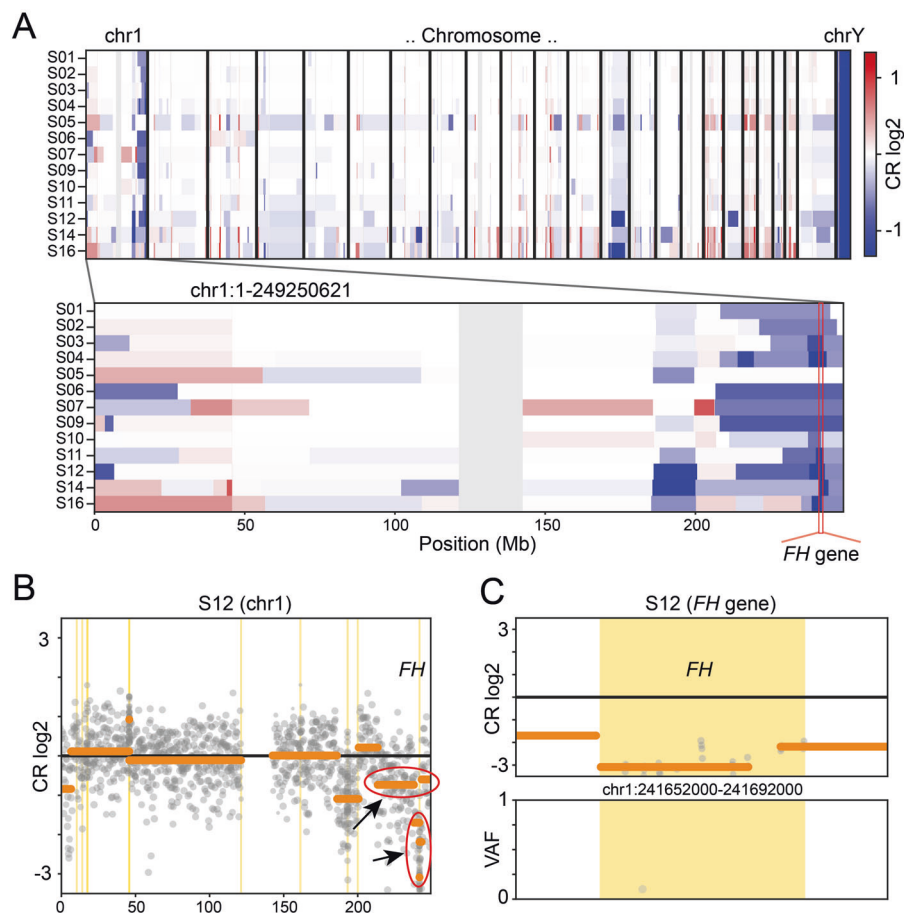 A
chr1
.. Chromosome ..
chrY
S01
S02
S03
S04
S05
S06
S07
S09
S10
S11
S12
S14
S16
1
0
-1
CR log2
chr1:1-249250621
S01
S02
S03
S04
S05
S06
S07
S09
S10
S11
S12
S14
S16
0 50 100 150 200
Position (Mb)
FH gene
B
S12 (chr1)
3
CR log2
-3
FH
0 50 100 150 200
C
S12 (FH gene)
3
CR log2
-3
FH
chr1:241652000-241692000
1
VAF
0